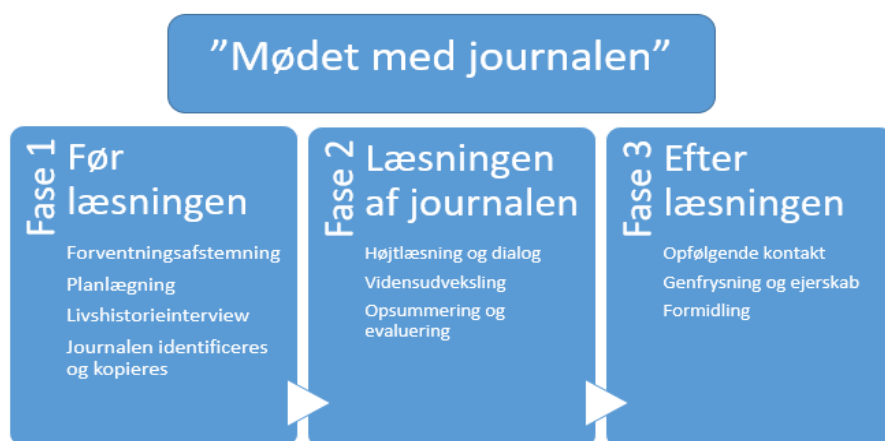 ”Mødet med journalen”
Fase 1
Før
læsningen
Forventningsafstemning
Planlægning
Livshistorieinterview
Journalen identificeres
og kopieres
Fase 2
Læsningen
af journalen
Højtlæsning og dialog
Vidensudveksling
Opsummering og
evaluering
Fase 3
Efter
læsningen
Opfølgende kontakt
Genfrysning og ejerskab
Formidling